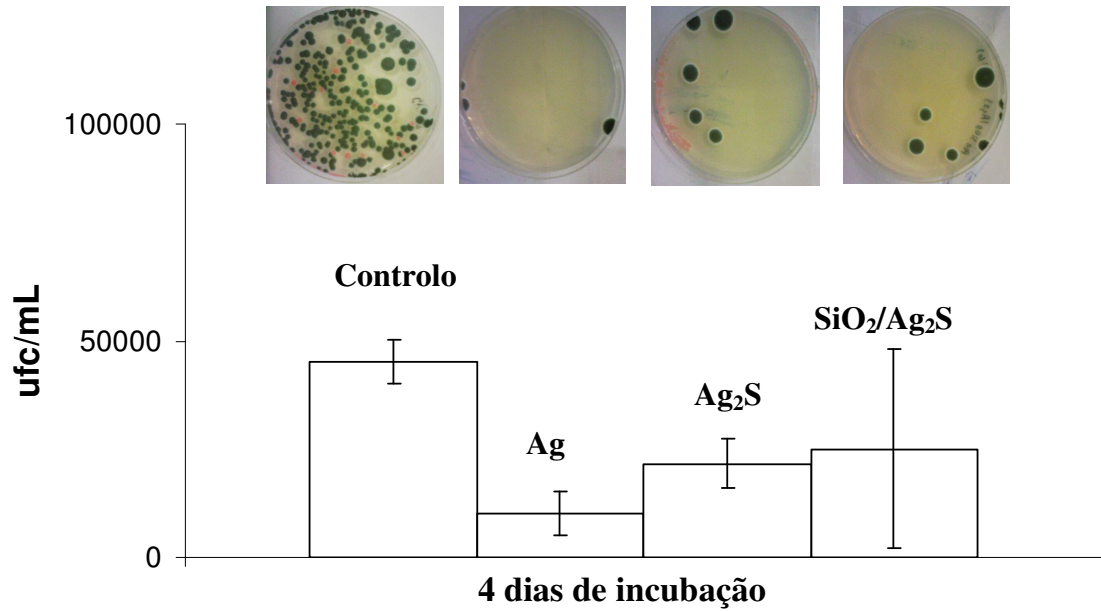 100000
50000
0
ufc/mL
Controlo
Ag
Ag₂S
SiO₂/Ag₂S
4 dias de incubação